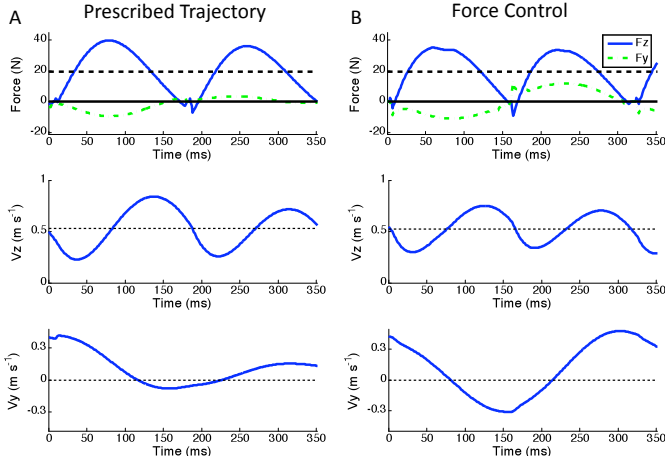 A Prescribed Trajectory
B Force Control
Force (N)
40
20
0
-20
0 50 100 150 200 250 300 350
Time (ms)
Force (N)
40
20
0
-20
Fz
Fy
0 50 100 150 200 250 300 350
Time (ms)
Vz (m s⁻¹)
1
0.5
0
0 50 100 150 200 250 300 350
Time (ms)
Vz (m s⁻¹)
1
0.5
0
0 50 100 150 200 250 300 350
Time (ms)
Vy (m s⁻¹)
0.3
0
-0.3
0 50 100 150 200 250 300 350
Time (ms)
Vy (m s⁻¹)
0.3
0
-0.3
0 50 100 150 200 250 300 350
Time (ms)